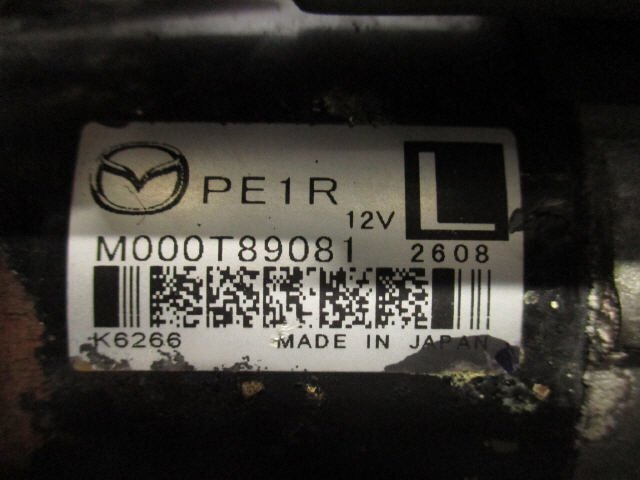 PE1R
12V
L
M000T89081
2608
K6266
MADE IN JAPAN